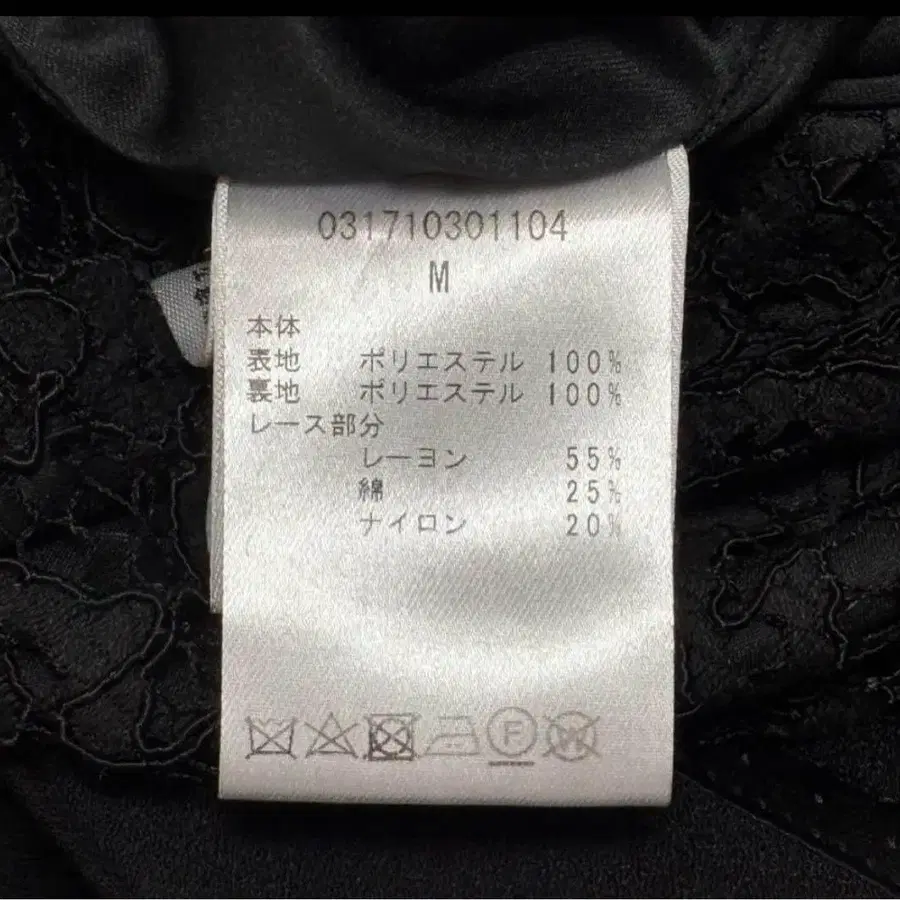 031710301104
M
本体
表地 ポリエステル 100%
裏地 ポリエステル 100%
レース部分
レーヨン 55%
綿 25%
ナイロン 20%
F W